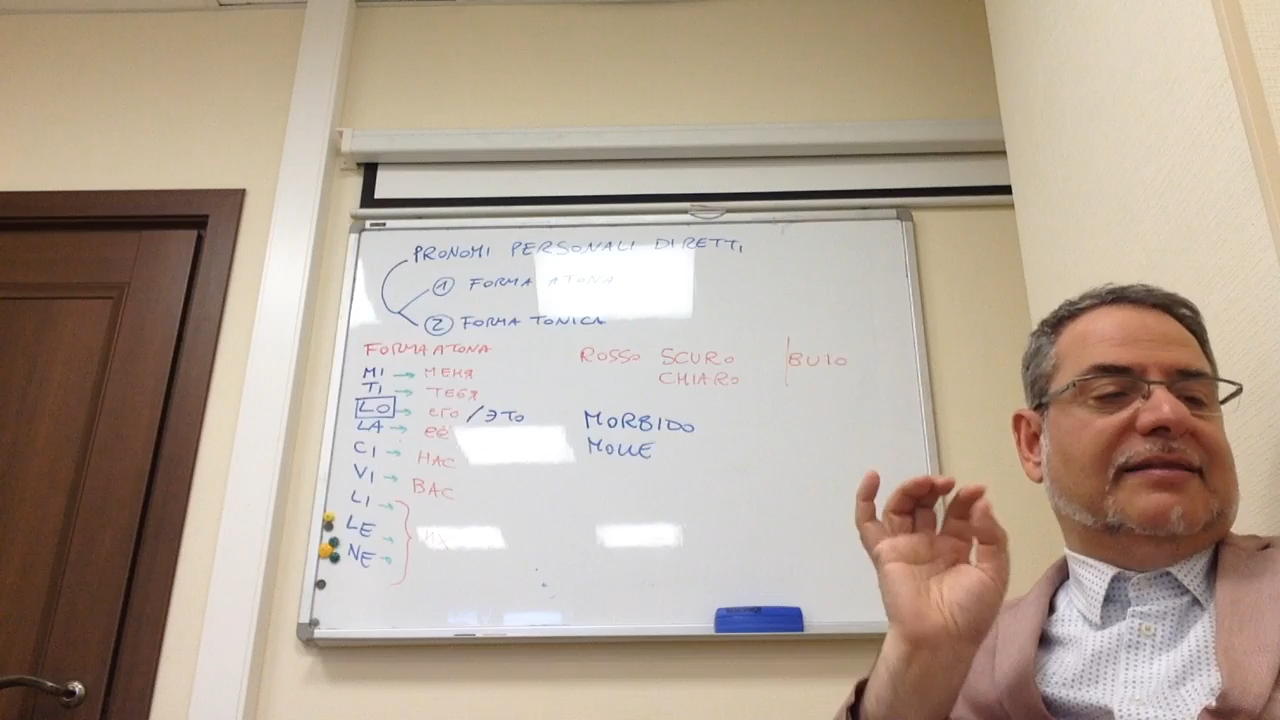 PRONOMI PERSONALI DIRETTI
1 FORMA ATONA
2 FORMA TONICA
FORMA ATONA
MI → МЕНЯ
TI → ТЕБЯ
LO → его / ЭТО
LA → её
CI → НАС
VI → ВАС
LI →
LE →
NE →
их
ROSSO SCURO | BUIO
CHIARO
MORBIDO
MOLLE